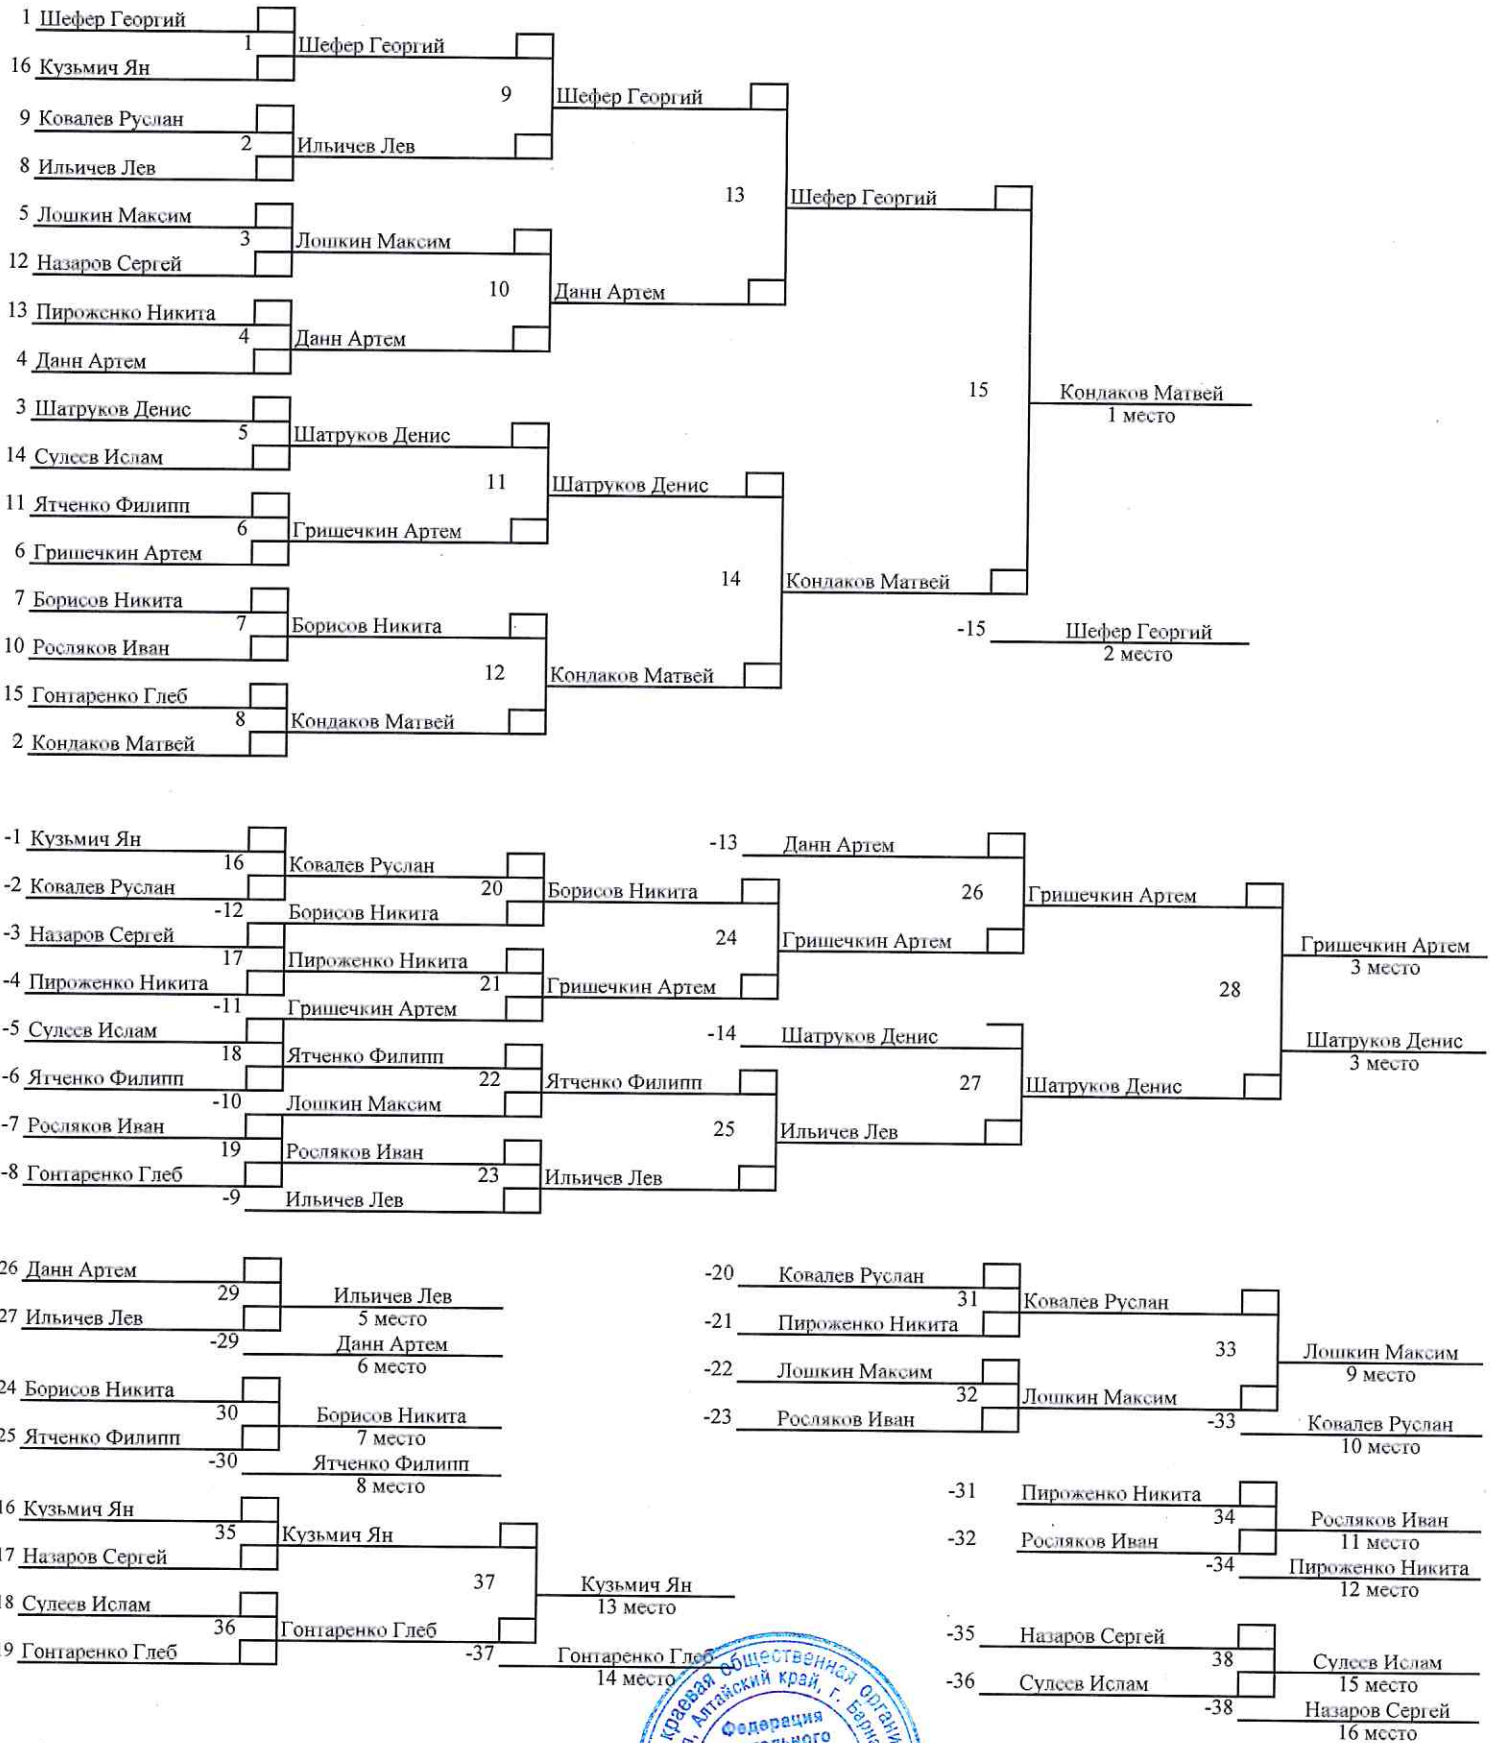 1 Шефер Георгий
1 Шефер Георгий
16 Кузьмич Ян
9 Шефер Георгий
9 Ковалев Руслан
2 Ильичев Лев
8 Ильичев Лев
13 Шефер Георгий
5 Лошкин Максим
3 Лошкин Максим
12 Назаров Сергей
10 Данн Артем
13 Пироженко Никита
4 Данн Артем
4 Данн Артем
15 Кондаков Матвей
1 место
3 Шатруков Денис
5 Шатруков Денис
14 Сулеев Ислам
11 Шатруков Денис
11 Ятченко Филипп
6 Гришечкин Артем
6 Гришечкин Артем
14 Кондаков Матвей
7 Борисов Никита
7 Борисов Никита
-15 Шефер Георгий
2 место
10 Росляков Иван
12 Кондаков Матвей
15 Гонтаренко Глеб
8 Кондаков Матвей
2 Кондаков Матвей
-1 Кузьмич Ян
-13 Данн Артем
16 Ковалев Руслан
-2 Ковалев Руслан
20 Борисов Никита
26 Гришечкин Артем
-12 Борисов Никита
-3 Назаров Сергей
24 Гришечкин Артем
Гришечкин Артем
3 место
17 Пироженко Никита
-4 Пироженко Никита
21 Гришечкин Артем
28
-11 Гришечкин Артем
-5 Сулеев Ислам
-14 Шатруков Денис
Шатруков Денис
3 место
18 Ятченко Филипп
-6 Ятченко Филипп
22 Ятченко Филипп
27 Шатруков Денис
-10 Лошкин Максим
-7 Росляков Иван
25 Ильичев Лев
19 Росляков Иван
-8 Гонтаренко Глеб
23 Ильичев Лев
-9 Ильичев Лев
26 Данн Артем
29 Ильичев Лев
5 место
27 Ильичев Лев
-29 Данн Артем
6 место
24 Борисов Никита
30 Борисов Никита
7 место
25 Ятченко Филипп
-30 Ятченко Филипп
8 место
-20 Ковалев Руслан
31 Ковалев Руслан
-21 Пироженко Никита
33 Лошкин Максим
9 место
-22 Лошкин Максим
32 Лошкин Максим
-23 Росляков Иван
-33 Ковалев Руслан
10 место
16 Кузьмич Ян
35 Кузьмич Ян
17 Назаров Сергей
37 Кузьмич Ян
13 место
18 Сулеев Ислам
36 Гонтаренко Глеб
19 Гонтаренко Глеб
-37 Гонтаренко Глеб
14 место
-31 Пироженко Никита
34 Росляков Иван
11 место
-32 Росляков Иван
-34 Пироженко Никита
12 место
-35 Назаров Сергей
38 Сулеев Ислам
15 место
-36 Сулеев Ислам
-38 Назаров Сергей
16 место
краевая общественная
Алтайский край, г.
Федерация